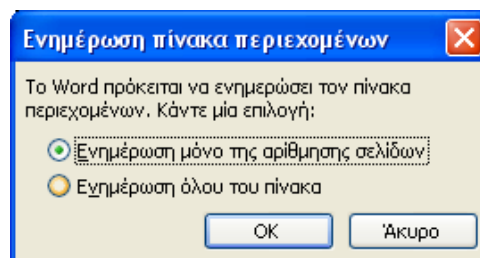 Ενημέρωση πίνακα περιεχομένων
Το Word πρόκειται να ενημερώσει τον πίνακα
περιεχομένων. Κάντε μία επιλογή:
Ενημέρωση μόνο της αρίθμησης σελίδων
Ενημέρωση όλου του πίνακα
OK
Άκυρο